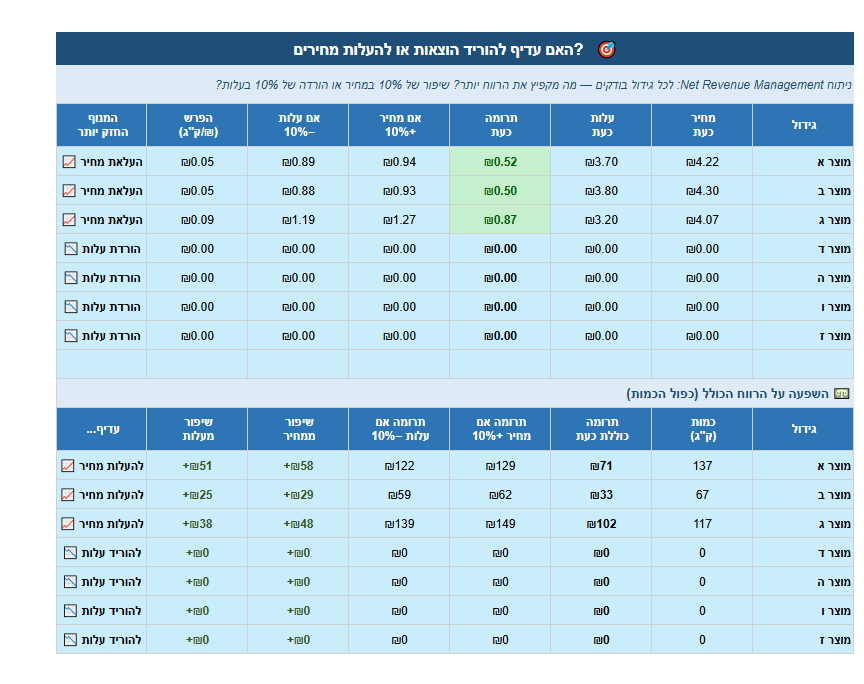 🎯 האם עדיף להוריד הוצאות או להעלות מחירים?
ניתוח Net Revenue Management: לכל גידול בודקים — מה מקפיץ את הרווח יותר? שיפור של 10% במחיר או הורדה של 10% בעלות?
גידול | מחיר כעת | עלות כעת | תרומה כעת | אם מחיר +10% | אם עלות –10% | הפרש (₪/ק"ג) | המנוף החזק יותר
מוצר א | ₪4.22 | ₪3.70 | ₪0.52 | ₪0.94 | ₪0.89 | ₪0.05 | העלאת מחיר 📈
מוצר ב | ₪4.30 | ₪3.80 | ₪0.50 | ₪0.93 | ₪0.88 | ₪0.05 | העלאת מחיר 📈
מוצר ג | ₪4.07 | ₪3.20 | ₪0.87 | ₪1.27 | ₪1.19 | ₪0.09 | העלאת מחיר 📈
מוצר ד | ₪0.00 | ₪0.00 | ₪0.00 | ₪0.00 | ₪0.00 | ₪0.00 | הורדת עלות 📉
מוצר ה | ₪0.00 | ₪0.00 | ₪0.00 | ₪0.00 | ₪0.00 | ₪0.00 | הורדת עלות 📉
מוצר ו | ₪0.00 | ₪0.00 | ₪0.00 | ₪0.00 | ₪0.00 | ₪0.00 | הורדת עלות 📉
מוצר ז | ₪0.00 | ₪0.00 | ₪0.00 | ₪0.00 | ₪0.00 | ₪0.00 | הורדת עלות 📉
💵 השפעה על הרווח הכולל (כפול הכמות)
גידול | כמות (ק"ג) | תרומה כוללת כעת | תרומה אם מחיר +10% | תרומה אם עלות –10% | שיפור ממחיר | שיפור מעלות | עדיף...
מוצר א | 137 | ₪71 | ₪129 | ₪122 | +₪58 | +₪51 | להעלות מחיר 📈
מוצר ב | 67 | ₪33 | ₪62 | ₪59 | +₪29 | +₪25 | להעלות מחיר 📈
מוצר ג | 117 | ₪102 | ₪149 | ₪139 | +₪48 | +₪38 | להעלות מחיר 📈
מוצר ד | 0 | ₪0 | ₪0 | ₪0 | +₪0 | +₪0 | להוריד עלות 📉
מוצר ה | 0 | ₪0 | ₪0 | ₪0 | +₪0 | +₪0 | להוריד עלות 📉
מוצר ו | 0 | ₪0 | ₪0 | ₪0 | +₪0 | +₪0 | להוריד עלות 📉
מוצר ז | 0 | ₪0 | ₪0 | ₪0 | +₪0 | +₪0 | להוריד עלות 📉